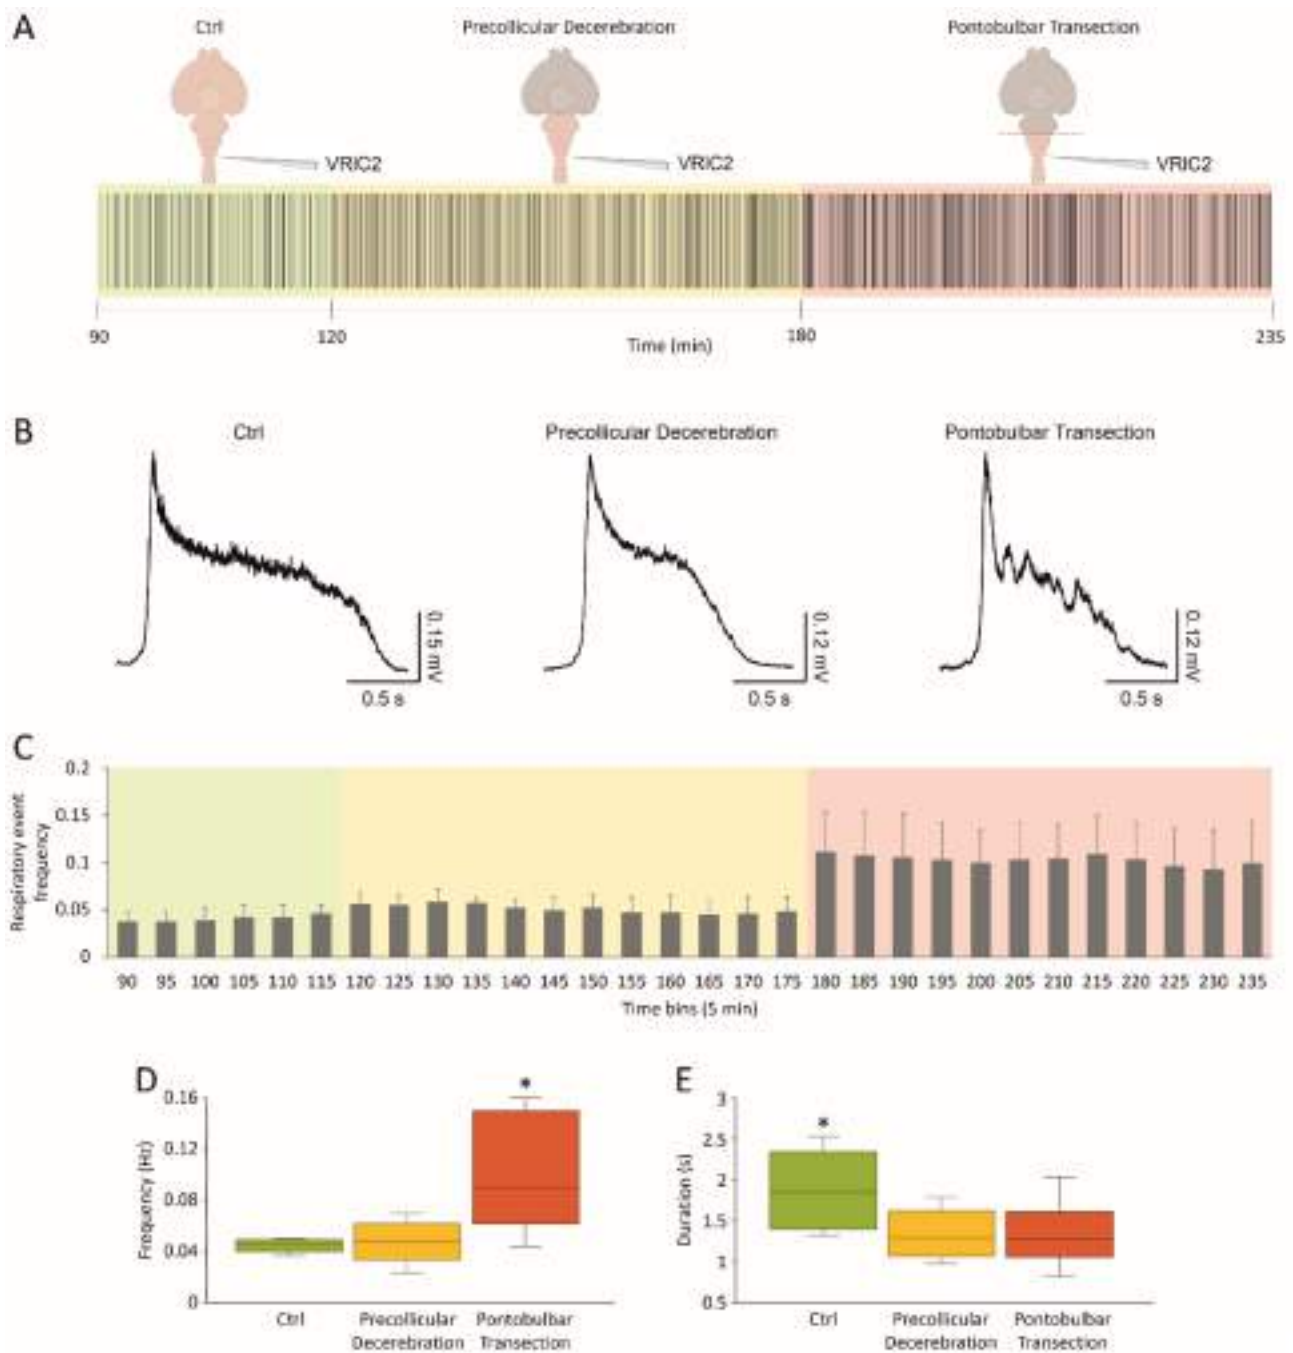 A
Ctrl Precollicular Decerebration Pontobulbar Transection
VRIC2 VRIC2 VRIC2
90 120 180 235
Time (min)
B
Ctrl Precollicular Decerebration Pontobulbar Transection
0.15 mV 0.12 mV 0.12 mV
0.5 s 0.5 s 0.5 s
C
Respiratory event
frequency
0.2
0.15
0.1
0.05
0
90 95 100 105 110 115 120 125 130 135 140 145 150 155 160 165 170 175 180 185 190 195 200 205 210 215 220 225 230 235
Time bins (5 min)
D
Frequency (Hz)
0.16
0.12
0.08
0.04
0
*
Ctrl Precollicular Pontobulbar
Decerebration Transection
E
Duration (s)
3
2.5
2
1.5
1
0.5
*
Ctrl Precollicular Pontobulbar
Decerebration Transection